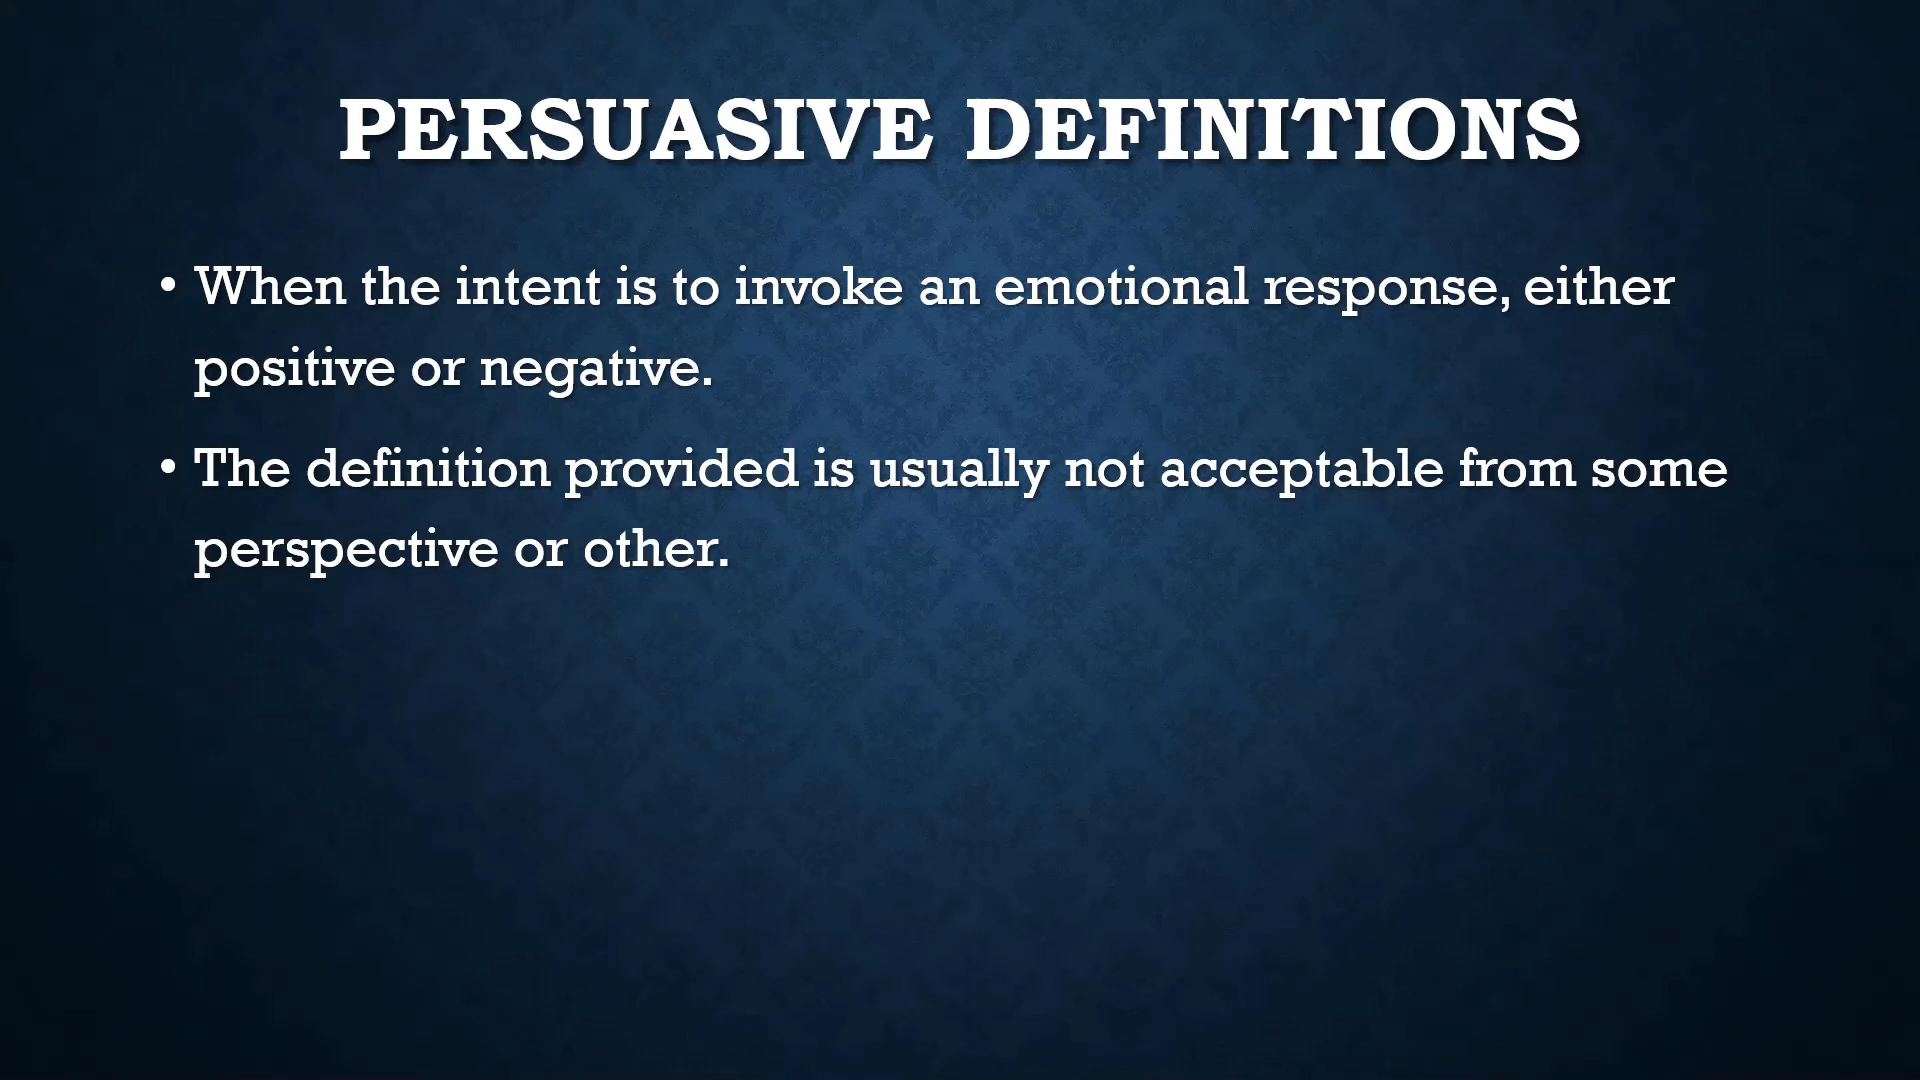 PERSUASIVE DEFINITIONS
• When the intent is to invoke an emotional response, either
positive or negative.
• The definition provided is usually not acceptable from some
perspective or other.